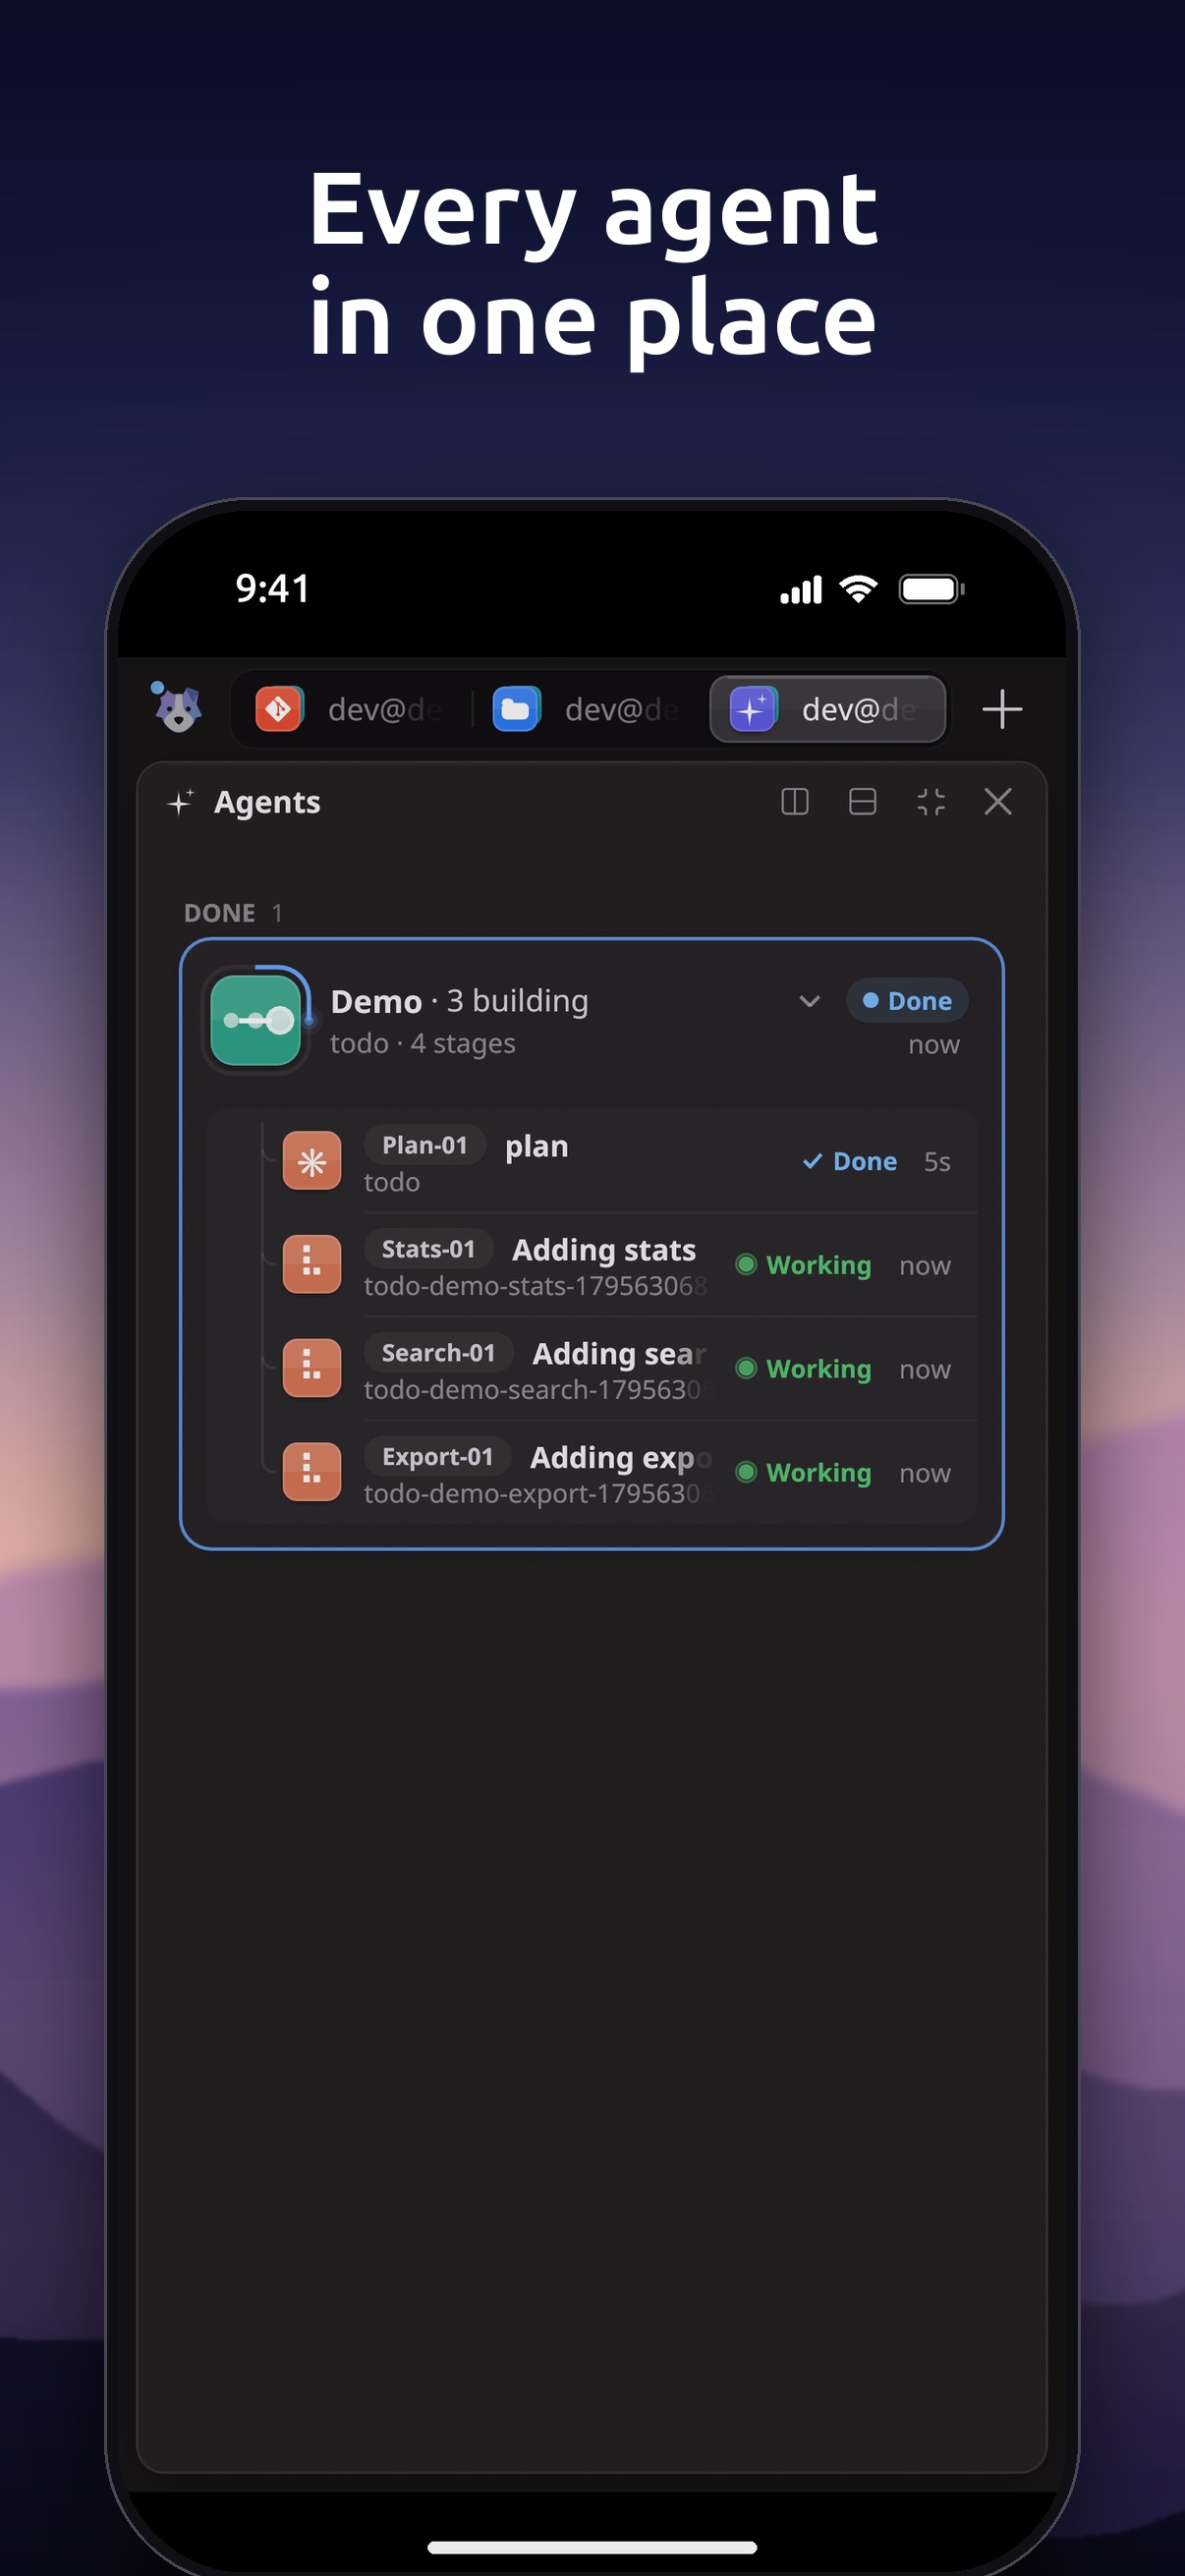 Every agent
in one place
9:41
dev@de dev@de dev@de
Agents
DONE 1
Demo · 3 building
Done
todo · 4 stages
now
Plan-01 plan
todo
Done 5s
Stats-01 Adding stats
todo-demo-stats-179563068
Working now
Search-01 Adding sear
todo-demo-search-1795630
Working now
Export-01 Adding expo
todo-demo-export-1795630
Working now